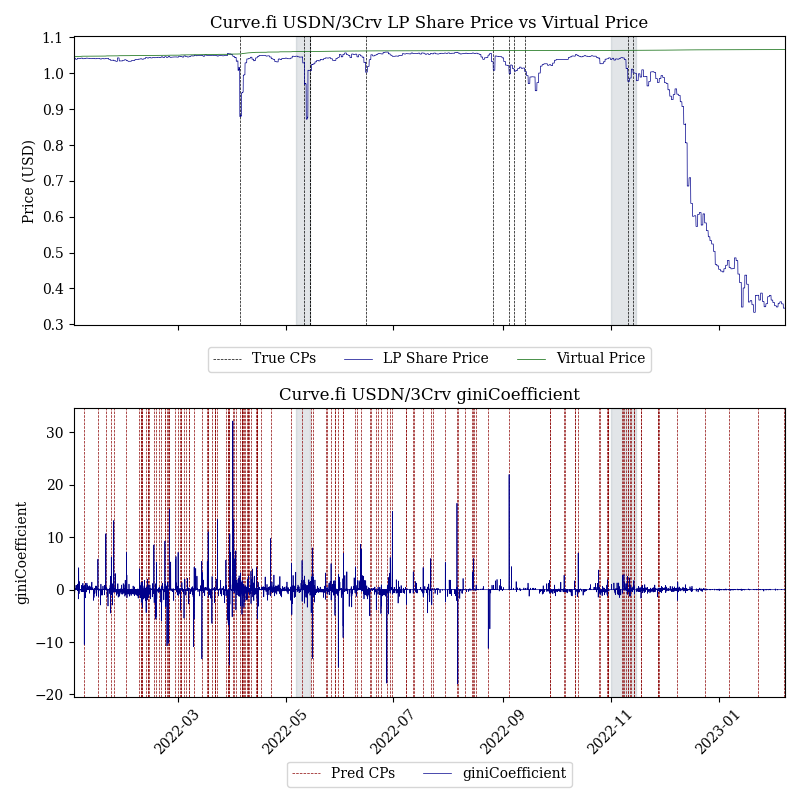 Curve.fi USDN/3Crv LP Share Price vs Virtual Price
1.1
1.0
0.9
0.8
0.7
0.6
0.5
0.4
0.3
Price (USD)
True CPs LP Share Price Virtual Price
Curve.fi USDN/3Crv giniCoefficient
30
20
10
0
−10
−20
giniCoefficient
2022-03 2022-05 2022-07 2022-09 2022-11 2023-01
Pred CPs giniCoefficient